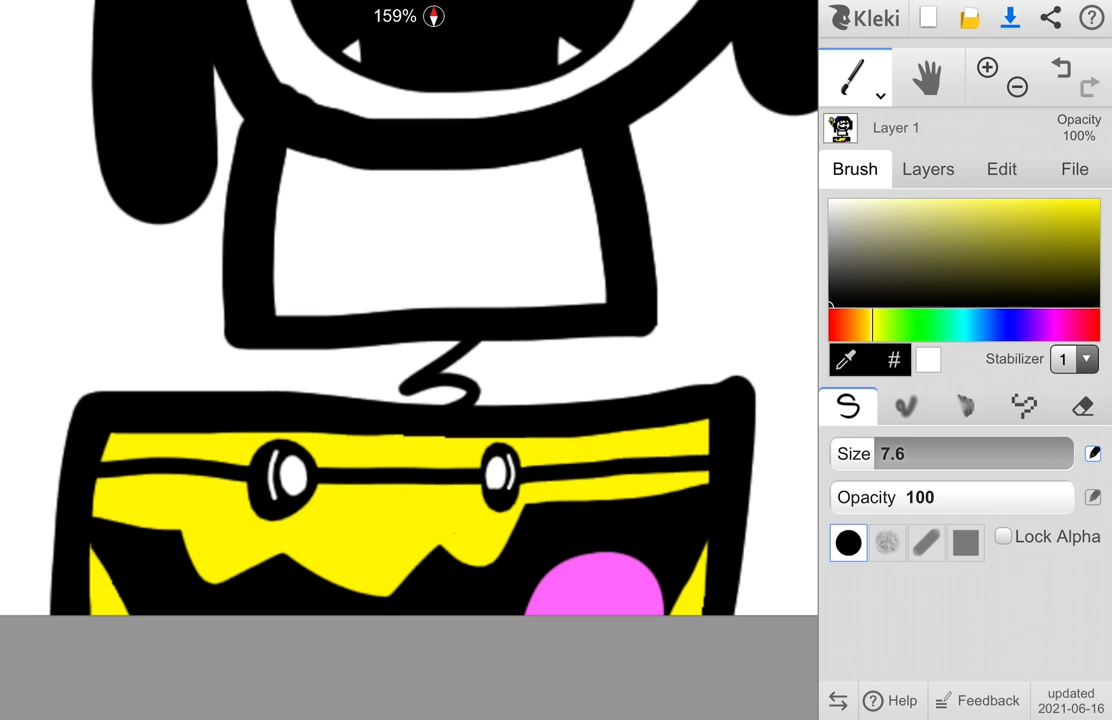 159%
Kleki
?
Layer 1
Opacity
100%
Brush Layers Edit File
# Stabilizer 1
Size 7.6
Opacity 100
Lock Alpha
? Help Feedback updated
2021-06-16